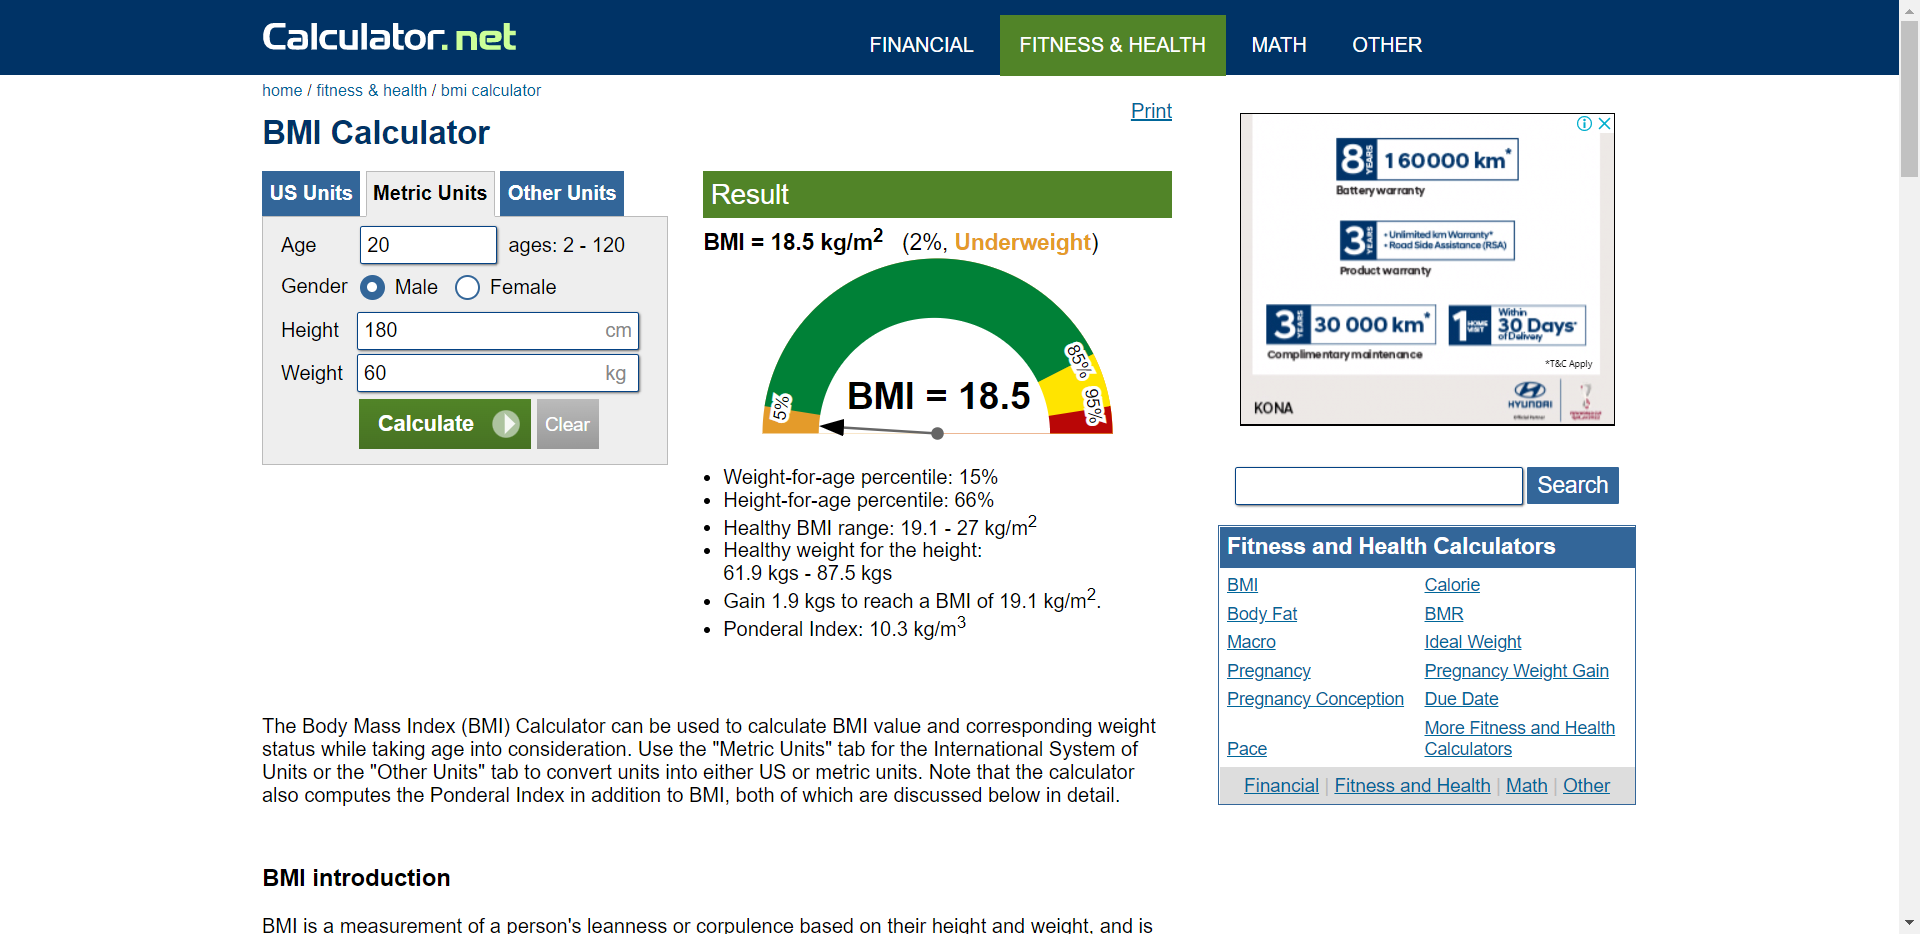 Calculator.net
FINANCIAL
FITNESS & HEALTH
MATH
OTHER
home / fitness & health / bmi calculator
Print
BMI Calculator
US Units
Metric Units
Other Units
Age
20
ages: 2 - 120
Gender
Male
Female
Height
180
cm
Weight
60
kg
Calculate
Clear
Result
BMI = 18.5 kg/m2 (2%, Underweight)
5%
85%
95%
BMI = 18.5
• Weight-for-age percentile: 15%
• Height-for-age percentile: 66%
• Healthy BMI range: 19.1 - 27 kg/m2
• Healthy weight for the height:
61.9 kgs - 87.5 kgs
• Gain 1.9 kgs to reach a BMI of 19.1 kg/m2.
• Ponderal Index: 10.3 kg/m3
The Body Mass Index (BMI) Calculator can be used to calculate BMI value and corresponding weight
status while taking age into consideration. Use the "Metric Units" tab for the International System of
Units or the "Other Units" tab to convert units into either US or metric units. Note that the calculator
also computes the Ponderal Index in addition to BMI, both of which are discussed below in detail.
BMI introduction
BMI is a measurement of a person's leanness or corpulence based on their height and weight, and is
8 YEARS 160000 km*
Battery warranty
3 YEARS
• Unlimited km Warranty*
• Road Side Assistance (RSA)
Product warranty
3 YEARS 30 000 km*
Complimentary maintenance
1 HOME VISIT
Within
30 Days*
of Delivery
*T&C Apply
KONA
HYUNDAI
Search
Fitness and Health Calculators
BMI
Calorie
Body Fat
BMR
Macro
Ideal Weight
Pregnancy
Pregnancy Weight Gain
Pregnancy Conception
Due Date
Pace
More Fitness and Health
Calculators
Financial | Fitness and Health | Math | Other